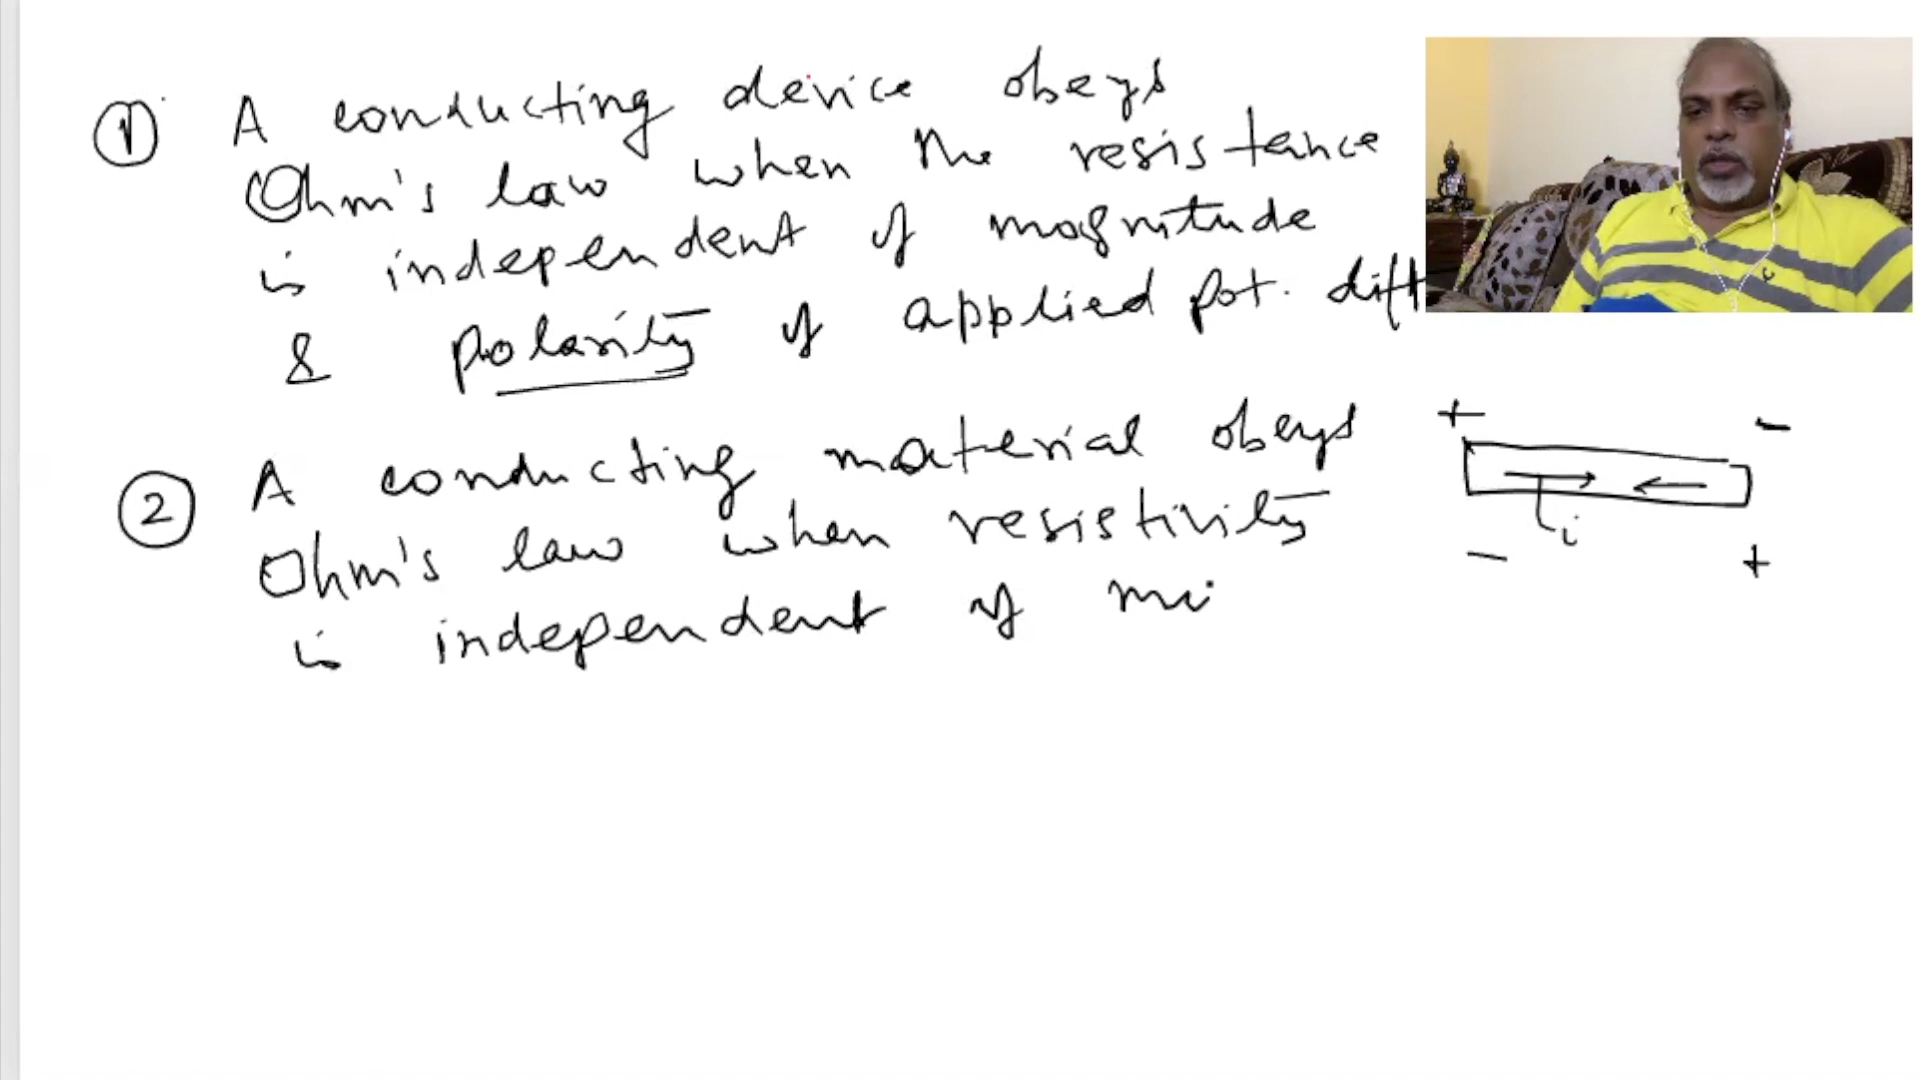 ① A conducting device obeys
Ohm's law when the resistance
is independent of magnitude
& polarity of applied pot. diff
② A conducting material obeys
Ohm's law when resistivity
is independent of
+ -
i
- +